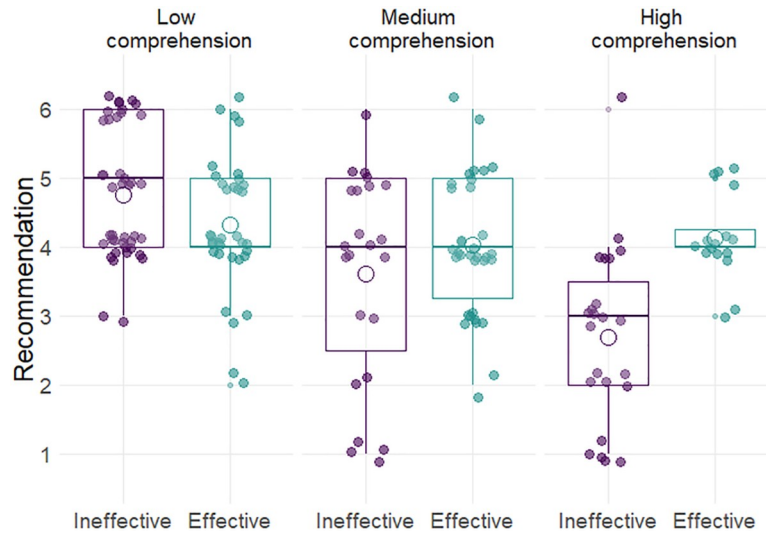 Low
comprehension
Medium
comprehension
High
comprehension
Recommendation
6
5
4
3
2
1
Ineffective Effective
Ineffective Effective
Ineffective Effective